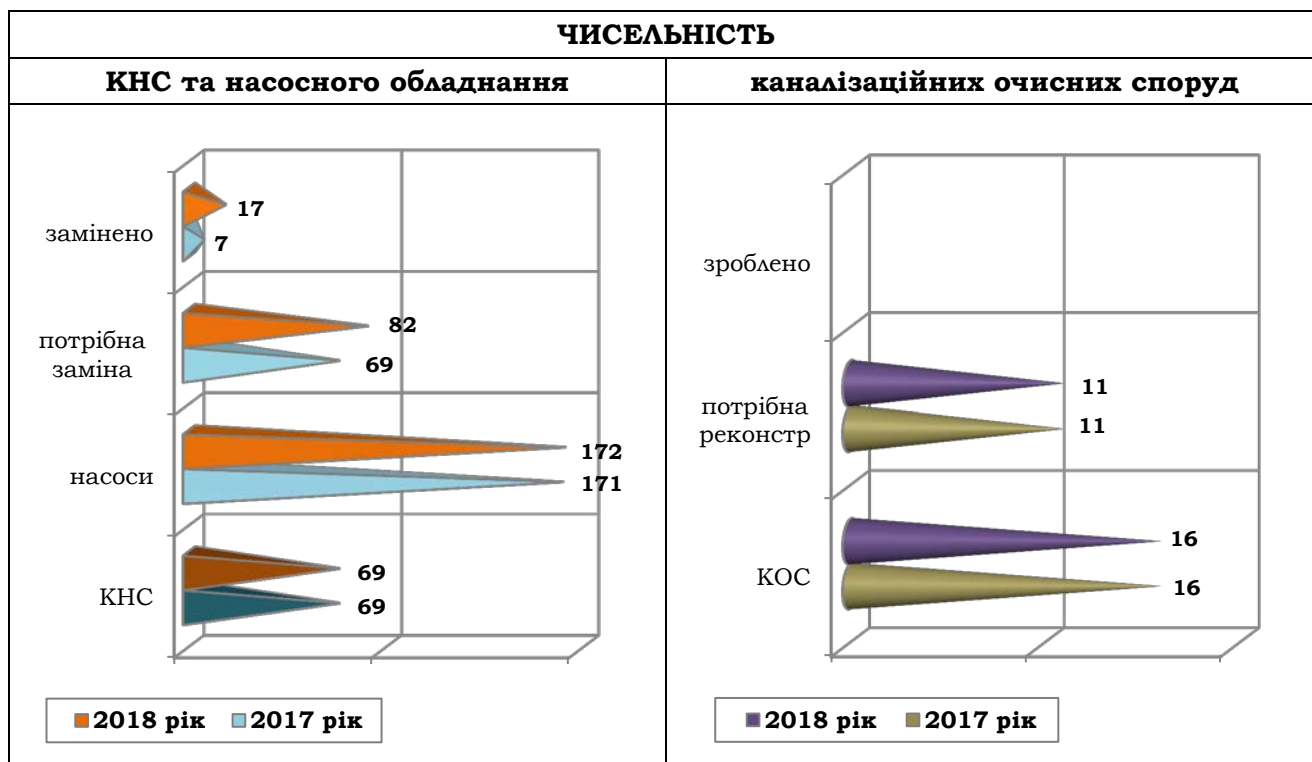 ЧИСЕЛЬНІСТЬ
КНС та насосного обладнання
каналізаційних очисних споруд
замінено
17
7
потрібна
заміна
82
69
насоси
172
171
КНС
69
69
2018 рік
2017 рік
зроблено
потрібна
реконстр
11
11
КОС
16
16
2018 рік
2017 рік